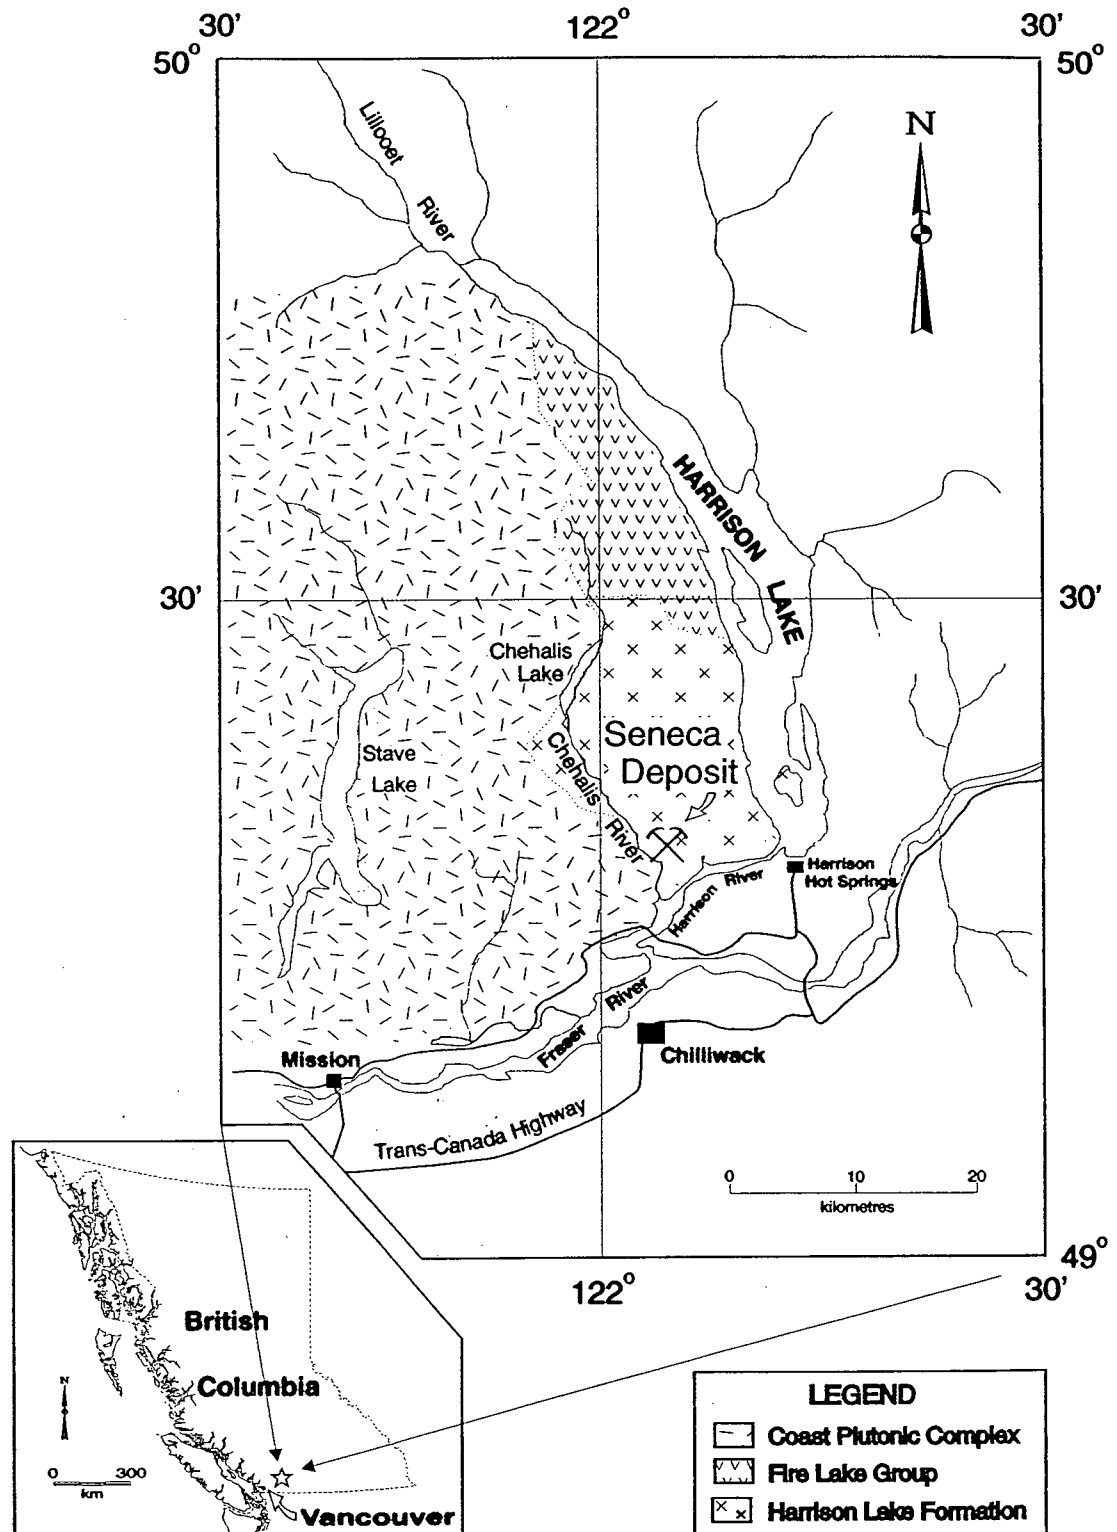 30'
122°
30'
50°
50°
N
Lillooet
River
HARRISON LAKE
30'
30'
Chehalis
Lake
Seneca
Deposit
Stave
Lake
Chehalis
River
Harrison River
Harrison
Hot Springs
Fraser River
Mission
Chilliwack
Trans-Canada Highway
0 10 20
kilometres
49°
122°
30'
British
Columbia
N
0 300
km
Vancouver
LEGEND
Coast Plutonic Complex
Fire Lake Group
Harrison Lake Formation